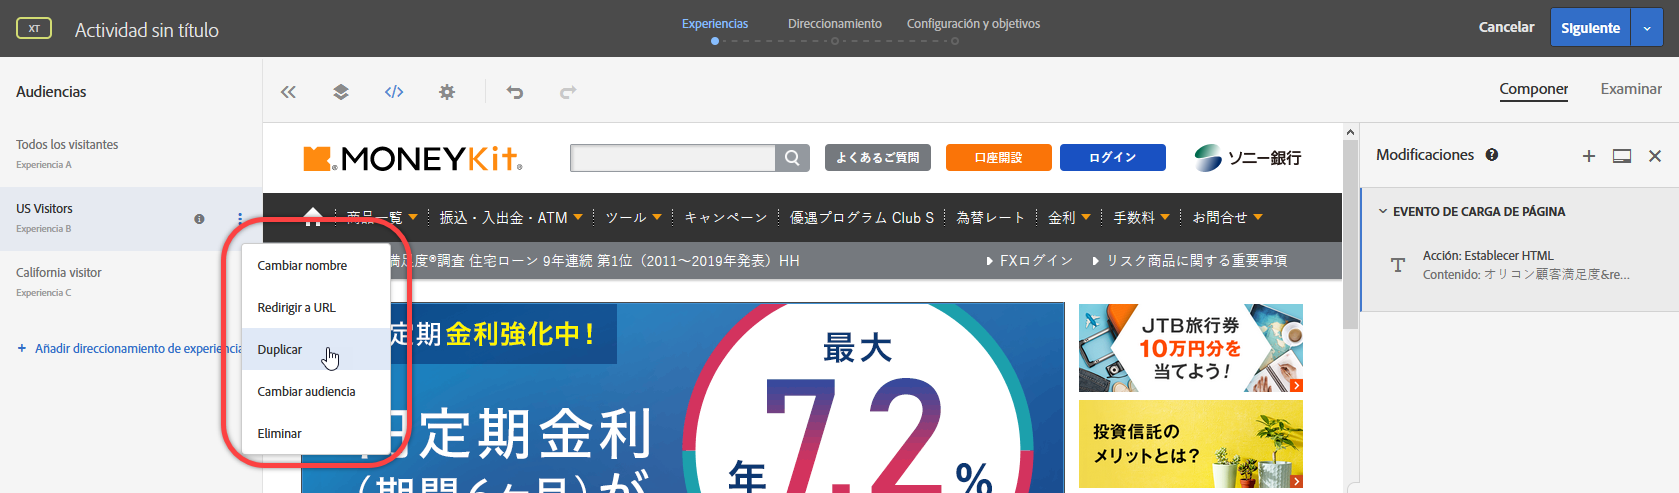 XT
Actividad sin título
Experiencias
Direccionamiento
Configuración y objetivos
Cancelar
Siguiente
Audiencias
Componer
Examinar
Todos los visitantes
Experiencia A
US Visitors
Experiencia B
California visitor
Experiencia C
+ Añadir direccionamiento de experiencia
Cambiar nombre
Redirigir a URL
Duplicar
Cambiar audiencia
Eliminar
MONEYKit
よくあるご質問
口座開設
ログイン
ソニー銀行
商品一覧
振込・入出金・ATM
ツール
キャンペーン
優遇プログラム Club S
為替レート
金利
手数料
お問合せ
満足度®調査 住宅ローン 9年連続 第1位（2011～2019年発表）HH
FXログイン
リスク商品に関する重要事項
定期 金利強化中！
円定期金利
（期間6ヶ月）が
最大
年 7.2 %
JTB旅行券
10万円分を
当てよう！
投資信託の
メリットとは？
Modificaciones
EVENTO DE CARGA DE PÁGINA
Acción: Establecer HTML
Contenido: オリコン顧客満足度&re...